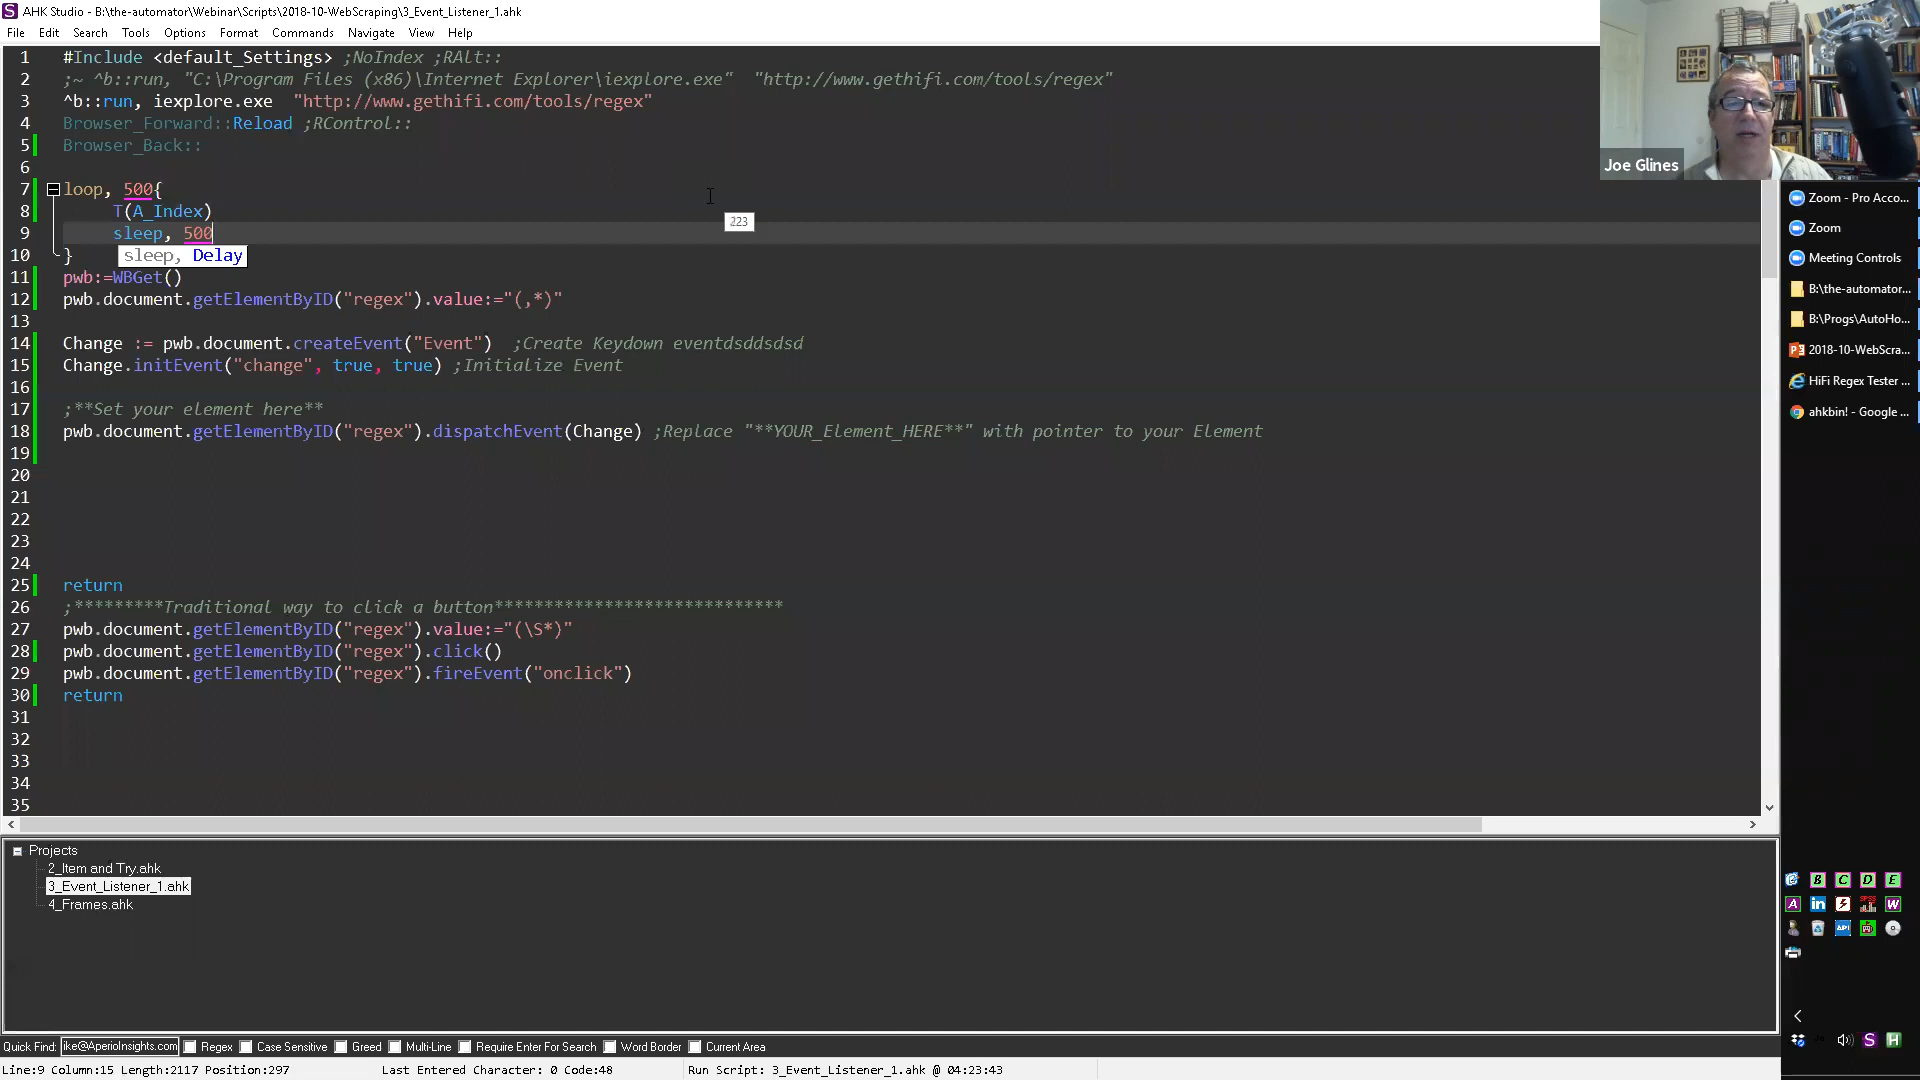 AHK Studio - B:\the-automator\Webinar\Scripts\2018-10-WebScraping\3_Event_Listener_1.ahk
File Edit Search Tools Options Format Commands Navigate View Help
1 #Include <default_Settings> ;NoIndex ;RAlt::
2 ;~ ^b::run, "C:\Program Files (x86)\Internet Explorer\iexplore.exe" "http://www.gethifi.com/tools/regex"
3 ^b::run, iexplore.exe "http://www.gethifi.com/tools/regex"
4 Browser_Forward::Reload ;RControl::
5 Browser_Back::
6
7 loop, 500{
8 T(A_Index)
223
9 sleep, 500
10 }
sleep, Delay
11 pwb:=WBGet()
12 pwb.document.getElementByID("regex").value:="(,*)"
13
14 Change := pwb.document.createEvent("Event") ;Create Keydown eventdsddsdsd
15 Change.initEvent("change", true, true) ;Initialize Event
16
17 ;**Set your element here**
18 pwb.document.getElementByID("regex").dispatchEvent(Change) ;Replace "**YOUR_Element_HERE**" with pointer to your Element
19
20
21
22
23
24
25 return
26 ;*********Traditional way to click a button*****************************
27 pwb.document.getElementByID("regex").value:="(\S*)"
28 pwb.document.getElementByID("regex").click()
29 pwb.document.getElementByID("regex").fireEvent("onclick")
30 return
31
32
33
34
35
Joe Glines
Zoom - Pro Acco...
Zoom
Meeting Controls
B:\the-automator...
B:\Progs\AutoHo...
2018-10-WebScra...
HiFi Regex Tester ...
ahkbin! - Google ...
Projects
2_Item and Try.ahk
3_Event_Listener_1.ahk
4_Frames.ahk
B C D E
A in W
API
S H
Quick Find: ike@AperioInsights.com Regex Case Sensitive Greed Multi-Line Require Enter For Search Word Border Current Area
Line:9 Column:15 Length:2117 Position:297 Last Entered Character: 0 Code:48 Run Script: 3_Event_Listener_1.ahk @ 04:23:43